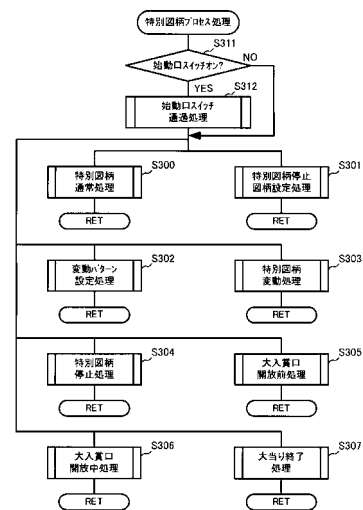 特別図柄プロセス処理
S311
始動口スイッチオン?
NO
YES
S312
始動口スイッチ
通過処理
S300
特別図柄
通常処理
RET
S301
特別図柄停止
図柄設定処理
RET
S302
変動パターン
設定処理
RET
S303
特別図柄
変動処理
RET
S304
特別図柄
停止処理
RET
S305
大入賞口
開放前処理
RET
S306
大入賞口
開放中処理
RET
S307
大当り終了
処理
RET